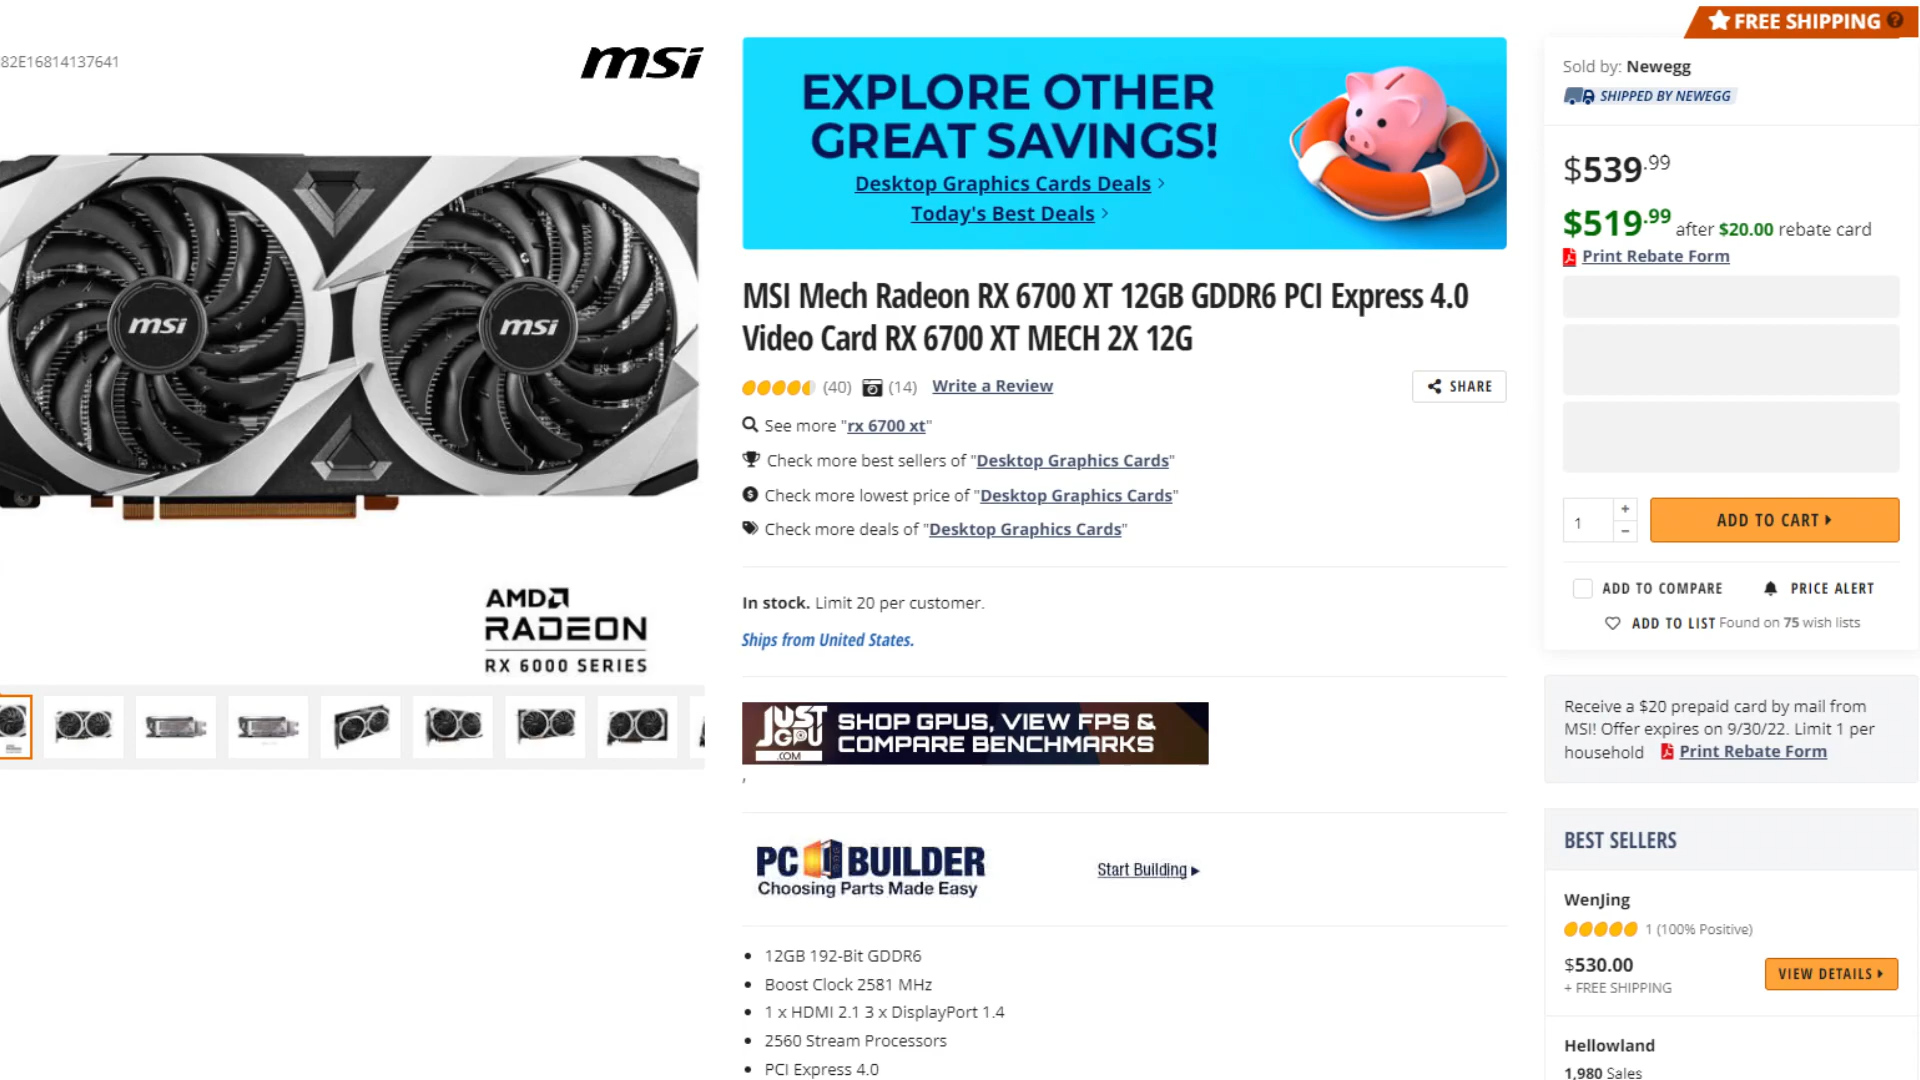 FREE SHIPPING
82E16814137641
msi
msi
msi
AMD
RADEON
RX 6000 SERIES
EXPLORE OTHER
GREAT SAVINGS!
Desktop Graphics Cards Deals
Today's Best Deals
MSI Mech Radeon RX 6700 XT 12GB GDDR6 PCI Express 4.0
Video Card RX 6700 XT MECH 2X 12G
(40) (14) Write a Review
SHARE
See more "rx 6700 xt"
Check more best sellers of "Desktop Graphics Cards"
Check more lowest price of "Desktop Graphics Cards"
Check more deals of "Desktop Graphics Cards"
In stock. Limit 20 per customer.
Ships from United States.
JUST
GPU
.COM
SHOP GPUS, VIEW FPS &
COMPARE BENCHMARKS
,
PC BUILDER
Choosing Parts Made Easy
Start Building
12GB 192-Bit GDDR6
Boost Clock 2581 MHz
1 x HDMI 2.1 3 x DisplayPort 1.4
2560 Stream Processors
PCI Express 4.0
Sold by: Newegg
SHIPPED BY NEWEGG
$539.99
$519.99 after $20.00 rebate card
Print Rebate Form
1 + −
ADD TO CART
ADD TO COMPARE
PRICE ALERT
ADD TO LIST Found on 75 wish lists
Receive a $20 prepaid card by mail from
MSI! Offer expires on 9/30/22. Limit 1 per
household Print Rebate Form
BEST SELLERS
WenJing
1 (100% Positive)
$530.00
+ FREE SHIPPING
VIEW DETAILS
Hellowland
1,980 Sales